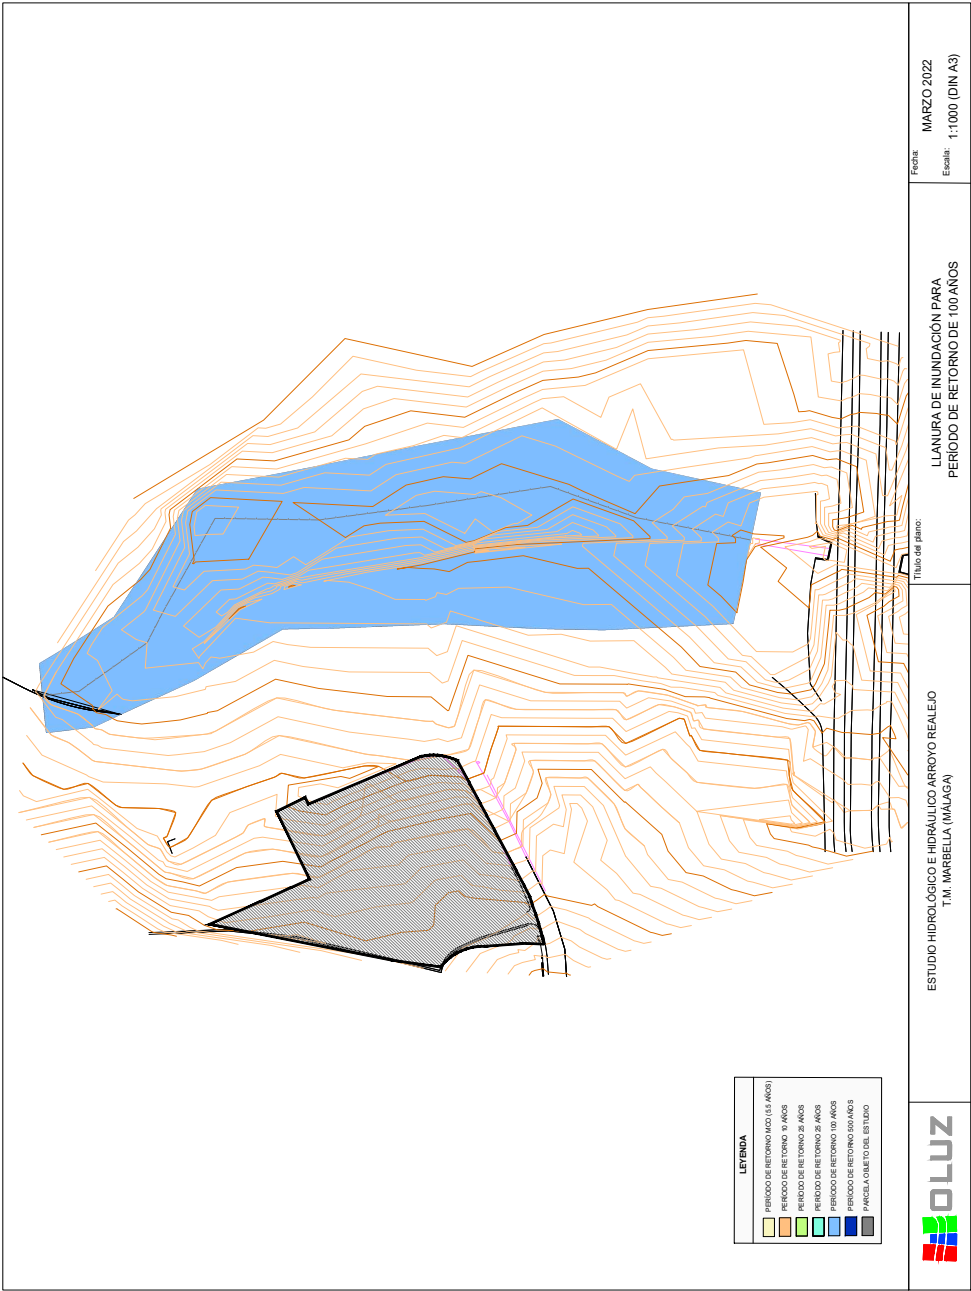 LEYENDA
PERÍODO DE RETORNO MCO (5.5 AÑOS)
PERÍODO DE RETORNO 10 AÑOS
PERÍODO DE RETORNO 25 AÑOS
PERÍODO DE RETORNO 25 AÑOS
PERÍODO DE RETORNO 100 AÑOS
PERÍODO DE RETORNO 500 AÑOS
PARCELA OBJETO DEL ESTUDIO
OLUZ
ESTUDIO HIDROLÓGICO E HIDRÁULICO ARROYO REALEJO
T.M. MARBELLA (MÁLAGA)
Título del plano:
LLANURA DE INUNDACIÓN PARA
PERÍODO DE RETORNO DE 100 AÑOS
Fecha:
MARZO 2022
Escala:
1:1000 (DIN A3)